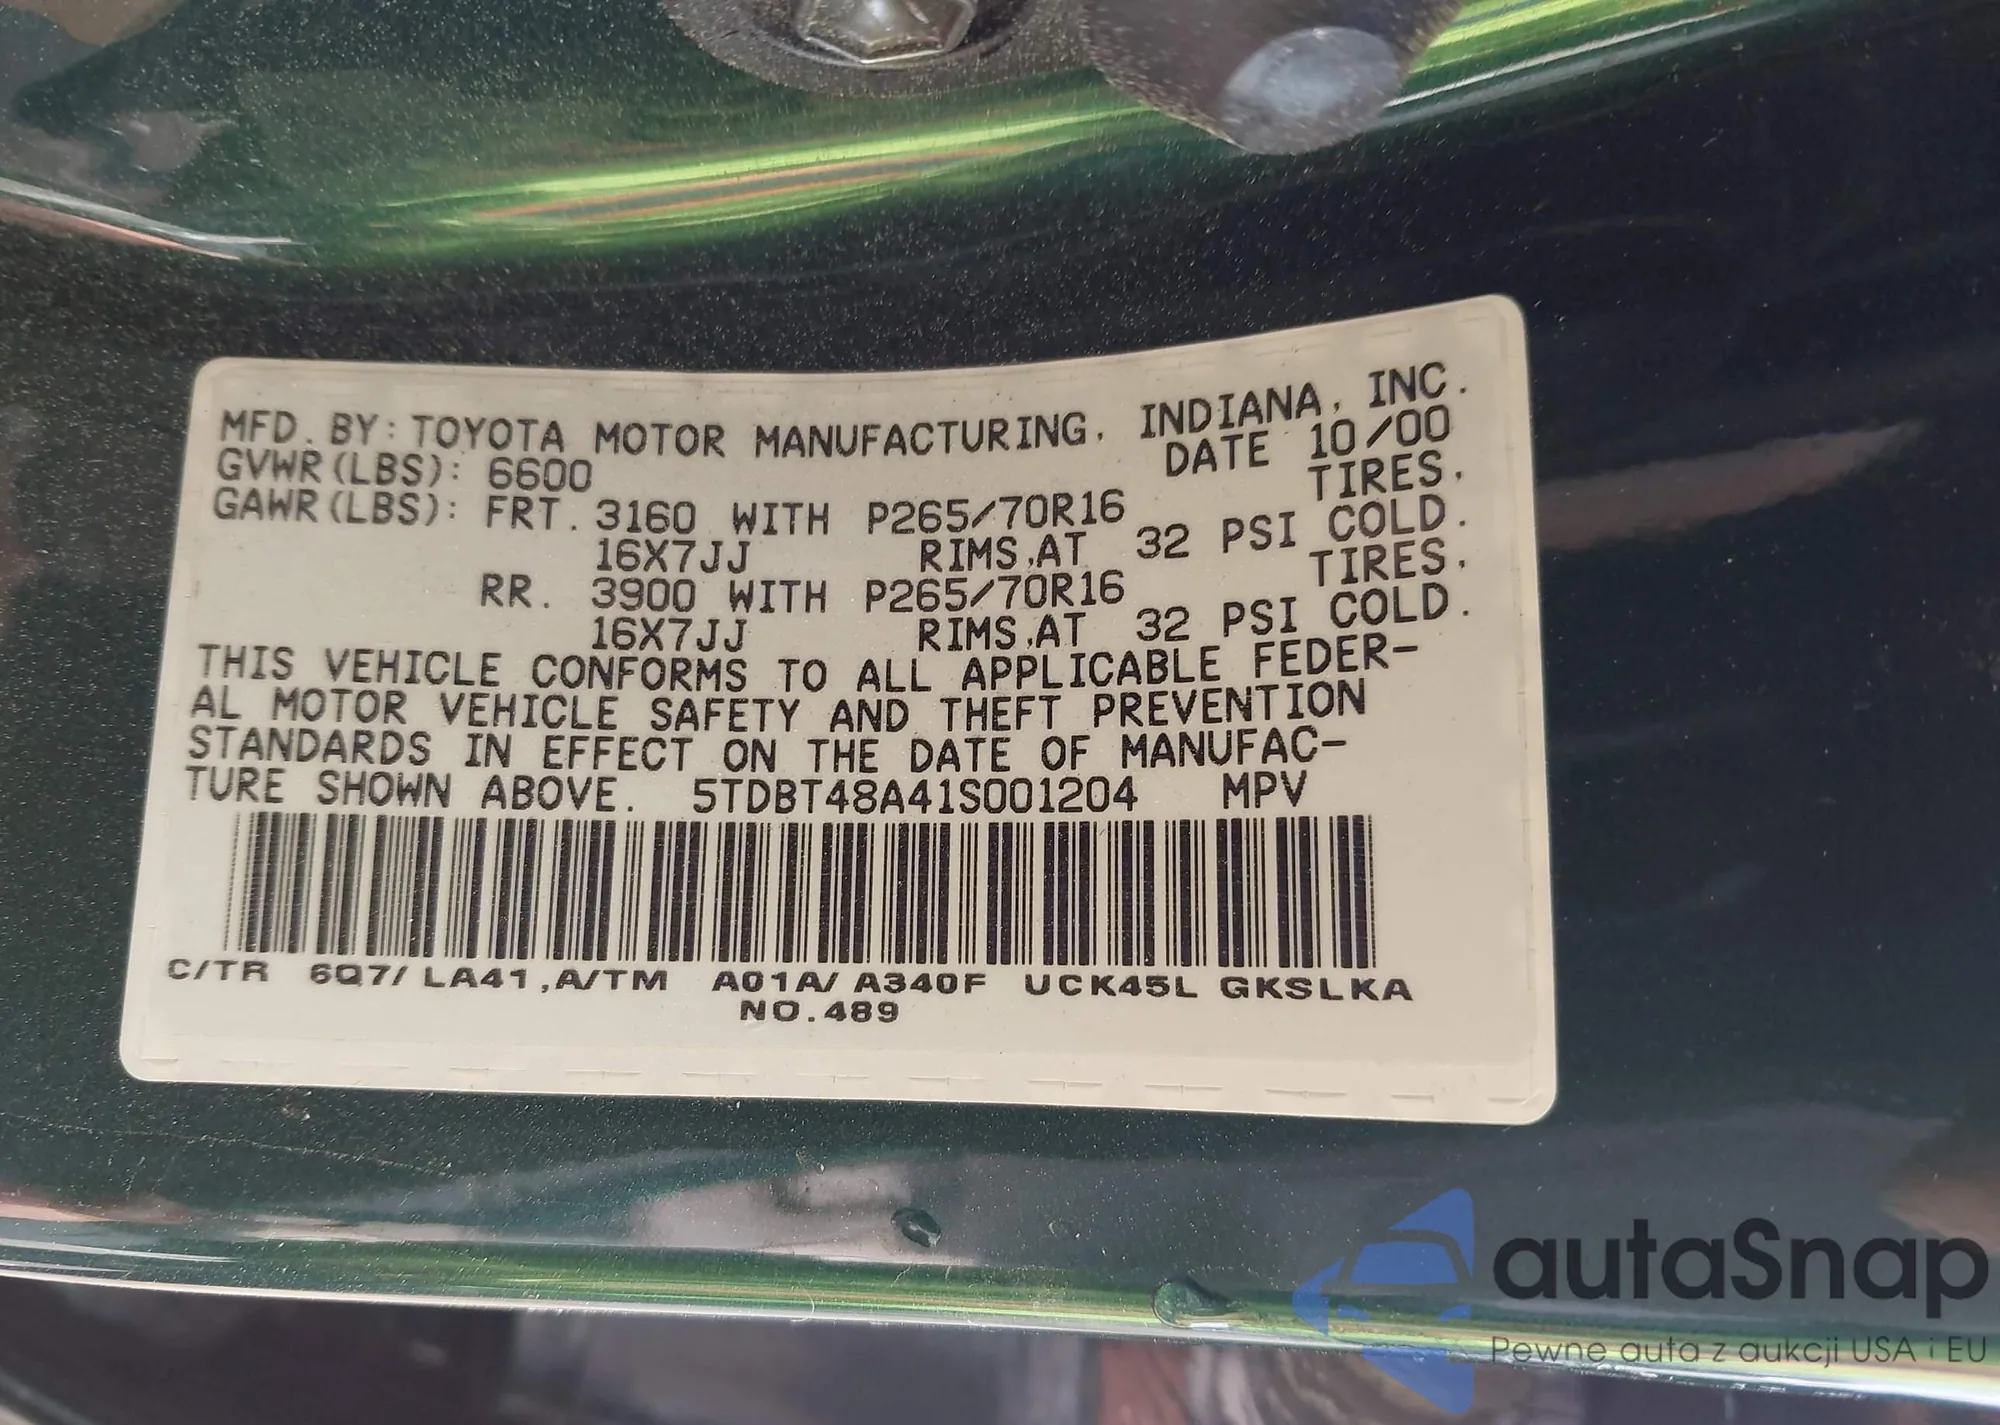 MFD. BY: TOYOTA MOTOR MANUFACTURING, INDIANA, INC.
GVWR(LBS): 6600 DATE 10/00
GAWR(LBS): FRT. 3160 WITH P265/70R16 TIRES,
16X7JJ RIMS,AT 32 PSI COLD.
RR. 3900 WITH P265/70R16 TIRES,
16X7JJ RIMS,AT 32 PSI COLD.
THIS VEHICLE CONFORMS TO ALL APPLICABLE FEDER-
AL MOTOR VEHICLE SAFETY AND THEFT PREVENTION
STANDARDS IN EFFECT ON THE DATE OF MANUFAC-
TURE SHOWN ABOVE. 5TDBT48A41S001204 MPV
C/TR 6Q7/LA41,A/TM A01A/A340F UCK45L GKSLKA
NO.489
autaSnap
Pewne auta z aukcji USA i EU